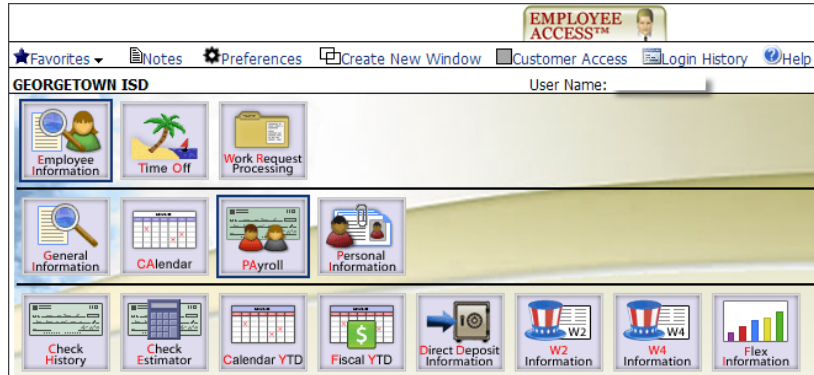 EMPLOYEE
ACCESS™
Favorites Notes Preferences Create New Window Customer Access Login History Help
GEORGETOWN ISD User Name:
Employee
Information
Time Off
Work Request
Processing
General
Information
CAlendar
PAyroll
Personal
Information
Check
History
Check
Estimator
Calendar YTD
Fiscal YTD
Direct Deposit
Information
W2
W2
Information
W4
W4
Information
Flex
Information